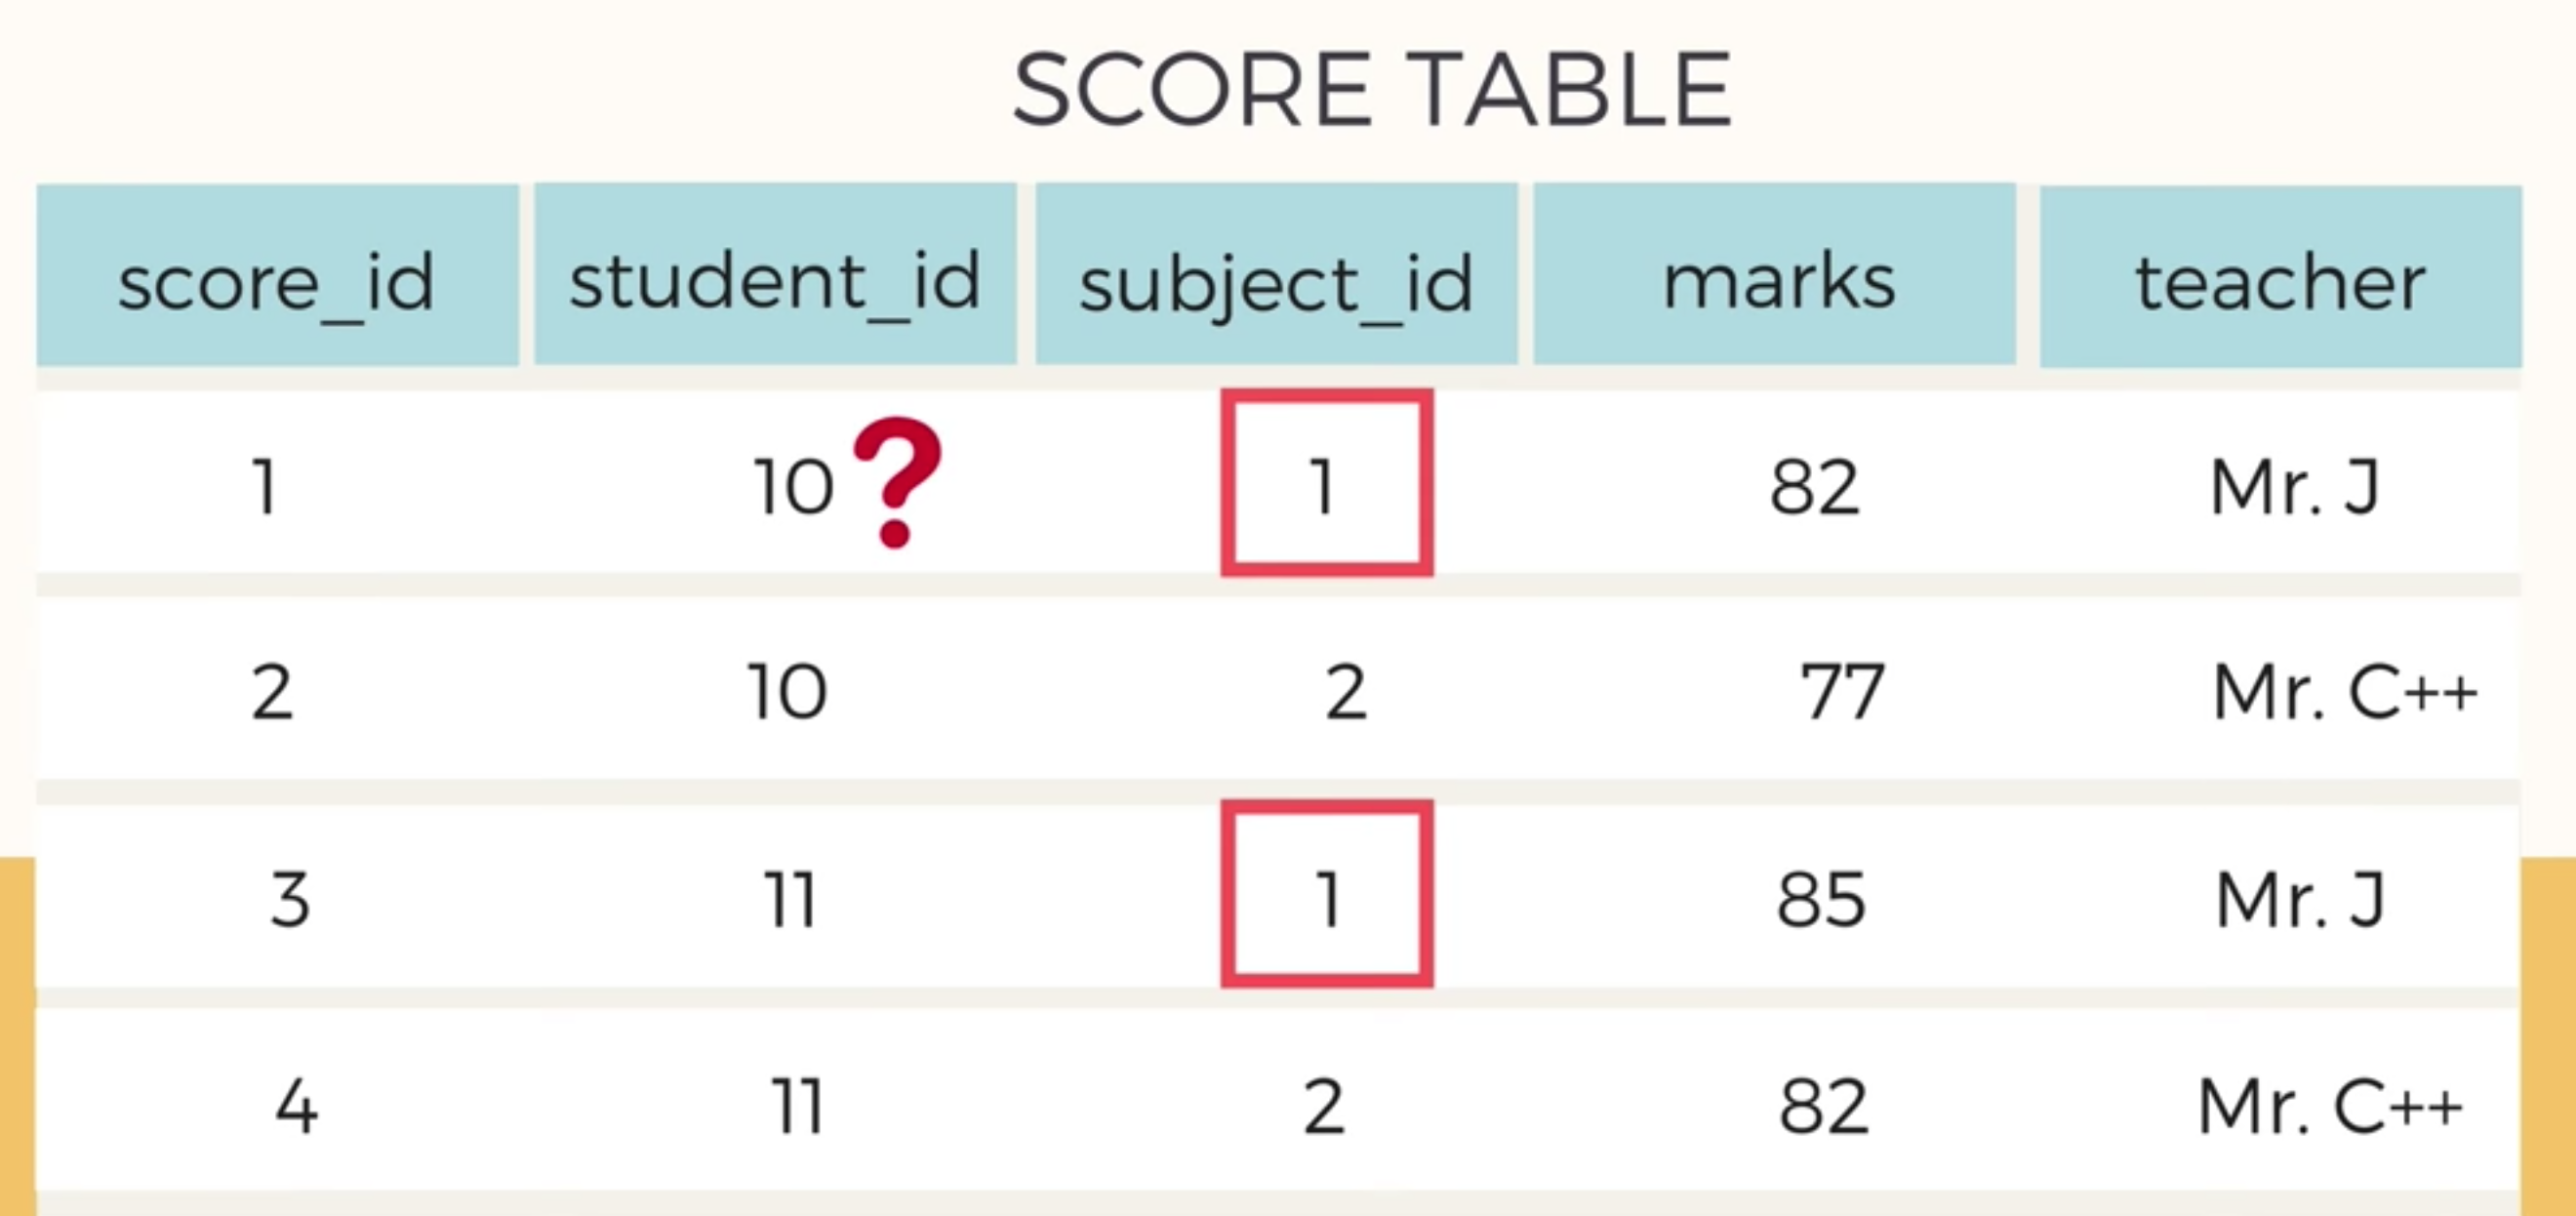 SCORE TABLE
score_id student_id subject_id marks teacher
1 10 ? 1 82 Mr. J
2 10 2 77 Mr. C++
3 11 1 85 Mr. J
4 11 2 82 Mr. C++